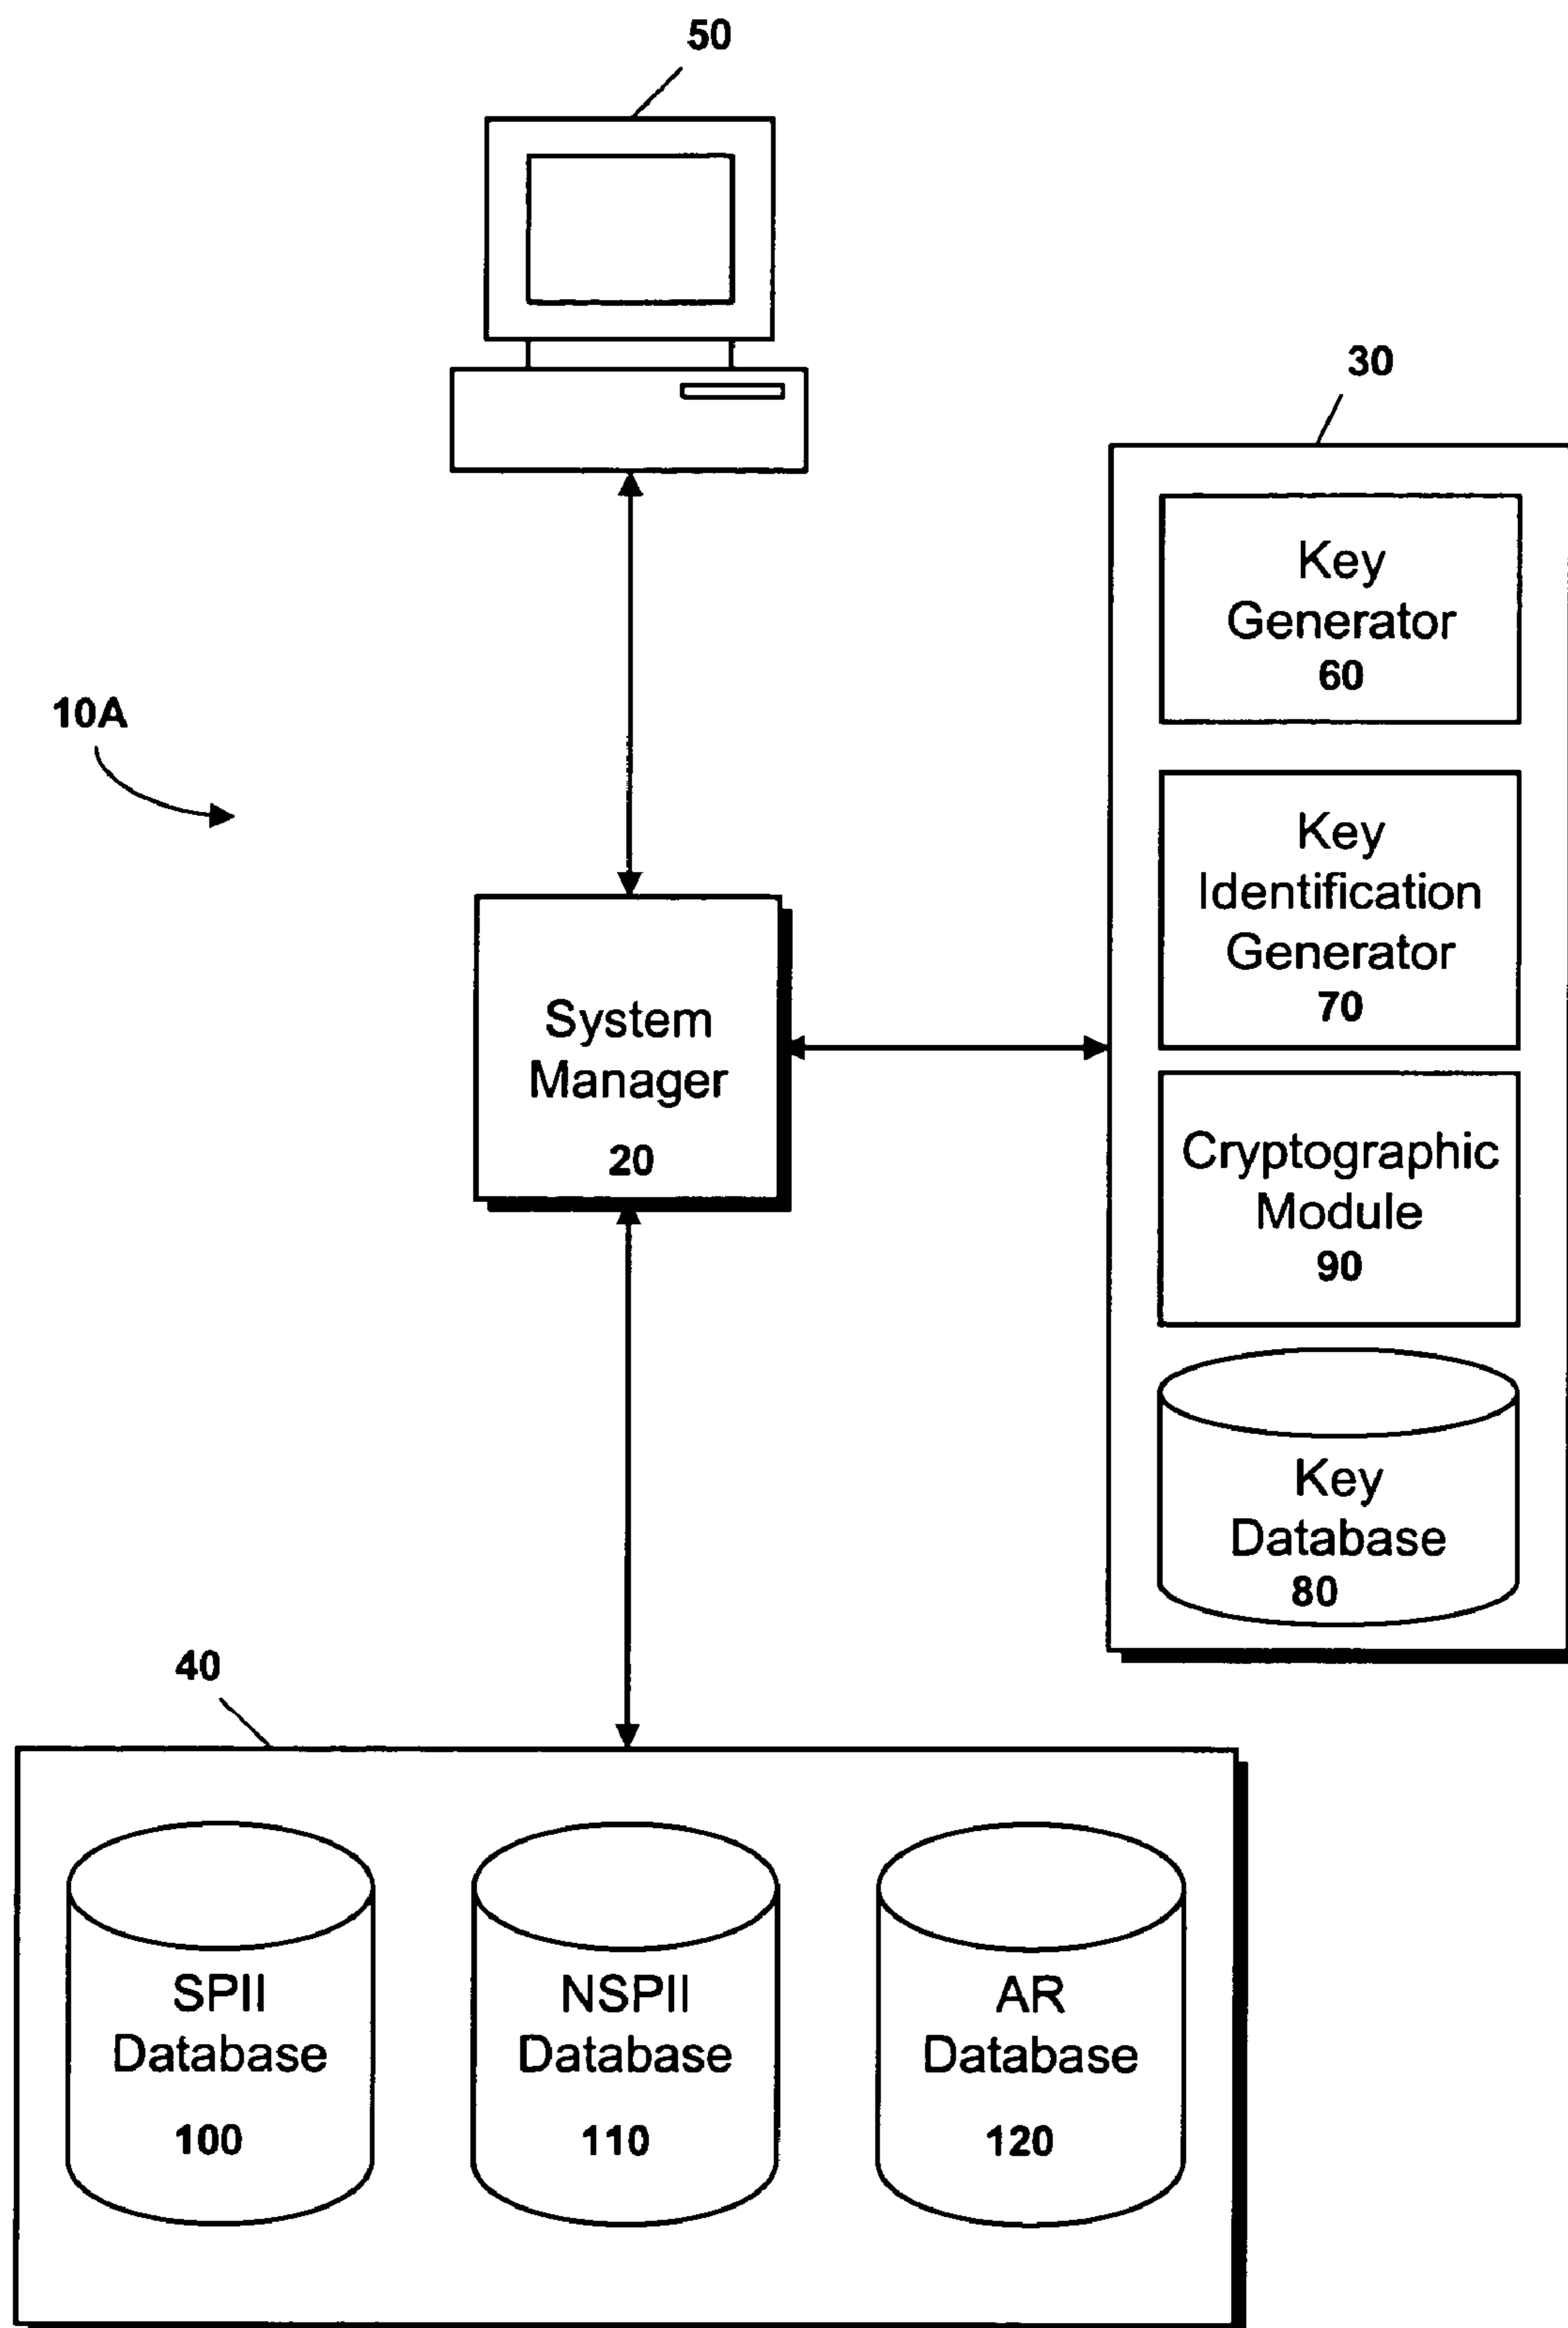 50
30
Key
Generator
60
10A
Key
Identification
Generator
70
System
Manager
20
Cryptographic
Module
90
Key
Database
80
40
SPII
Database
100
NSPII
Database
110
AR
Database
120